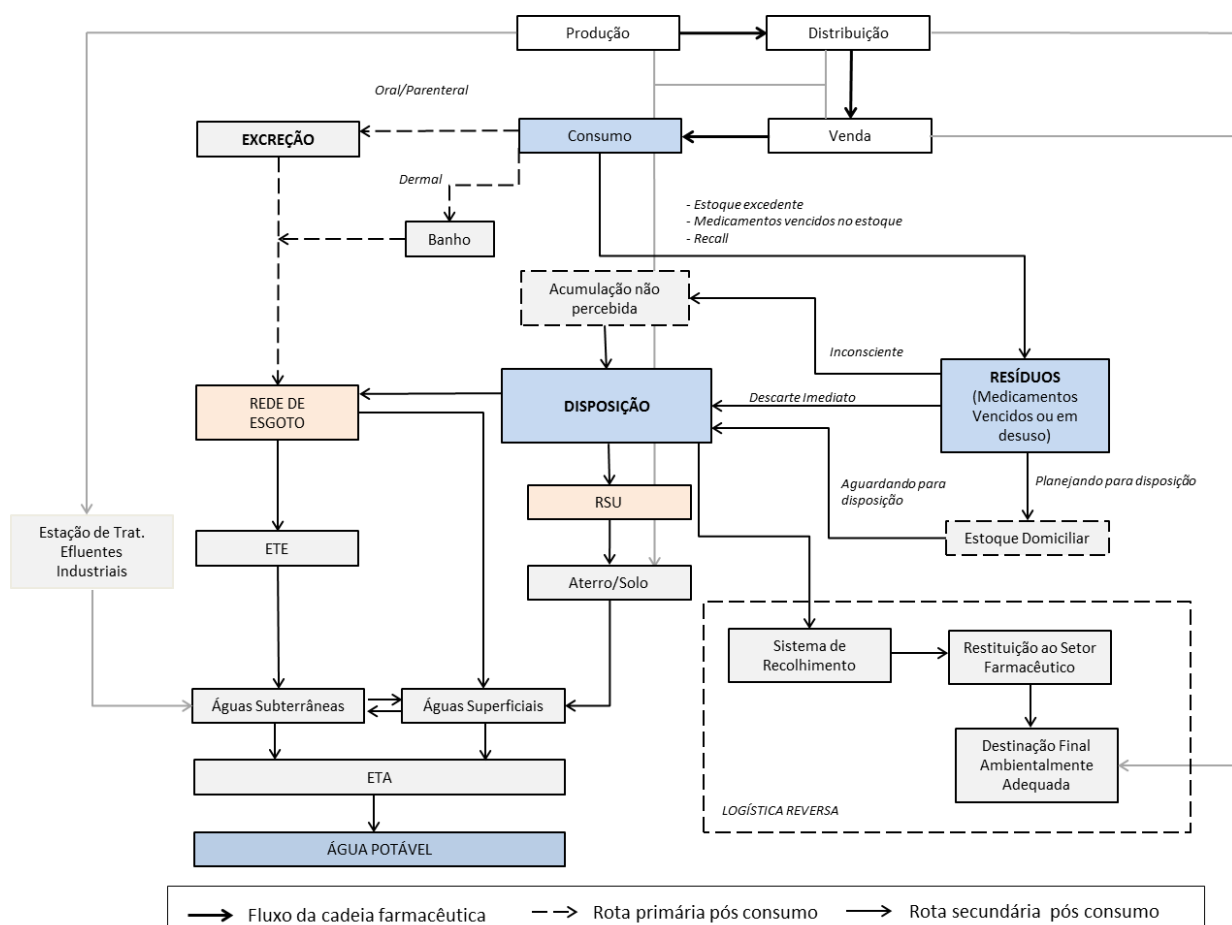 Produção
Distribuição
Oral/Parenteral
EXCREÇÃO
Consumo
Venda
Dermal
- Estoque excedente
- Medicamentos vencidos no estoque
- Recall
Banho
Acumulação não
percebida
Inconsciente
REDE DE
ESGOTO
DISPOSIÇÃO
Descarte Imediato
RESÍDUOS
(Medicamentos
Vencidos ou em
desuso)
Aguardando para
disposição
Planejando para disposição
RSU
Estação de Trat.
Efluentes
Industriais
ETE
Estoque Domiciliar
Aterro/Solo
Sistema de
Recolhimento
Restituição ao Setor
Farmacêutico
Águas Subterrâneas
Águas Superficiais
Destinação Final
Ambientalmente
Adequada
ETA
LOGÍSTICA REVERSA
ÁGUA POTÁVEL
Fluxo da cadeia farmacêutica
Rota primária pós consumo
Rota secundária pós consumo